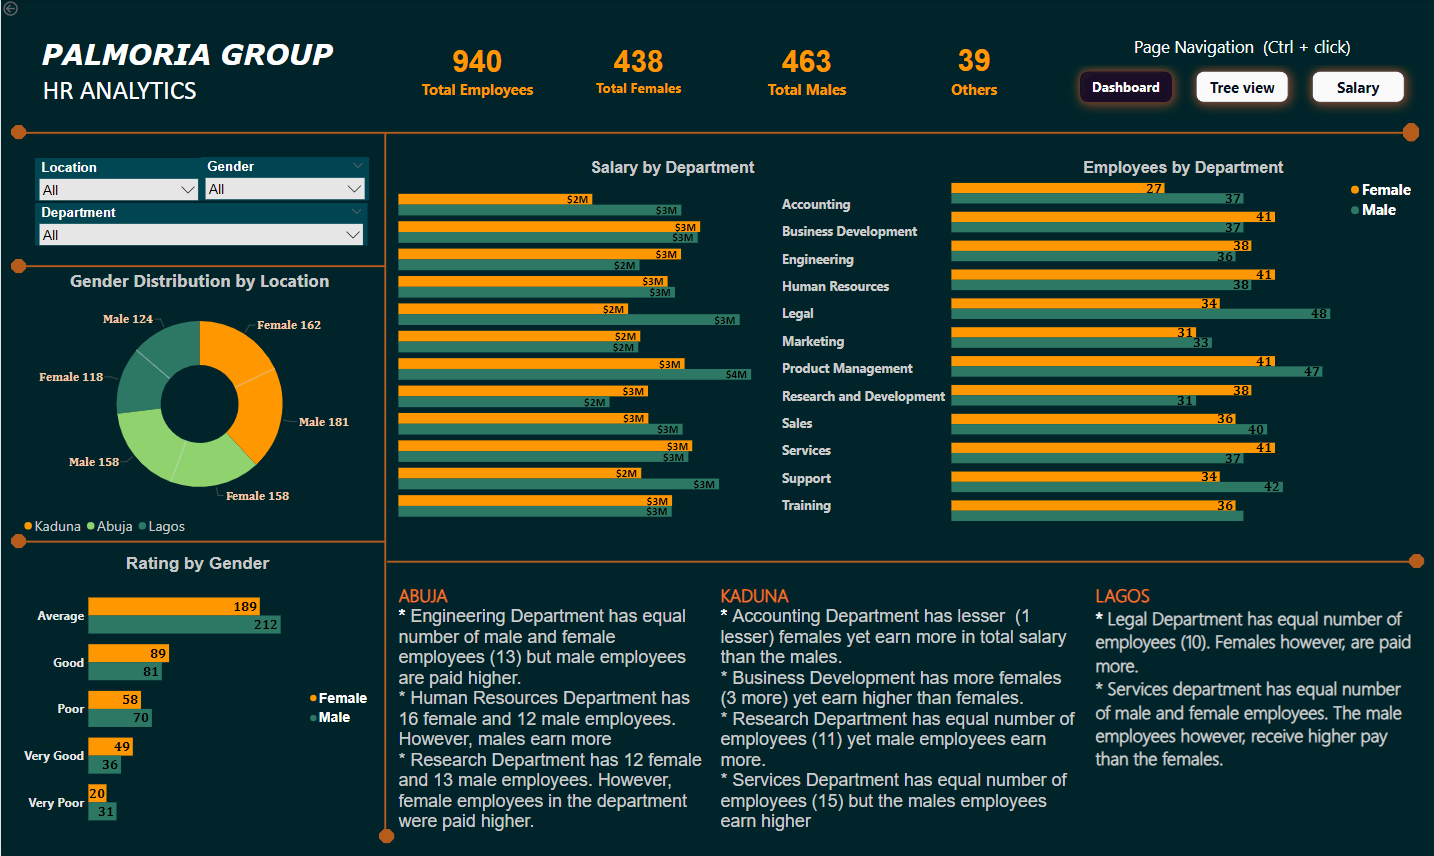 PALMORIA GROUP
HR ANALYTICS
940
Total Employees
438
Total Females
463
Total Males
39
Others
Page Navigation (Ctrl + click)
Dashboard
Tree view
Salary
Location
All
Gender
All
Department
All
Gender Distribution by Location
Male 124
Female 162
Female 118
Male 181
Male 158
Female 158
Kaduna
Abuja
Lagos
Rating by Gender
Average
189
212
Good
89
81
Poor
58
70
Very Good
49
36
Very Poor
20
31
Female
Male
Salary by Department
$2M
$3M
$3M
$3M
$3M
$2M
$3M
$3M
$2M
$3M
$2M
$2M
$3M
$4M
$3M
$2M
$3M
$3M
$3M
$3M
$2M
$3M
$3M
$3M
Accounting
Business Development
Engineering
Human Resources
Legal
Marketing
Product Management
Research and Development
Sales
Services
Support
Training
Employees by Department
27
37
41
37
38
36
41
38
34
48
31
33
41
47
38
31
36
40
41
37
34
42
36
Female
Male
ABUJA
* Engineering Department has equal
number of male and female
employees (13) but male employees
are paid higher.
* Human Resources Department has
16 female and 12 male employees.
However, males earn more
* Research Department has 12 female
and 13 male employees. However,
female employees in the department
were paid higher.
KADUNA
* Accounting Department has lesser (1
lesser) females yet earn more in total salary
than the males.
* Business Development has more females
(3 more) yet earn higher than females.
* Research Department has equal number of
employees (11) yet male employees earn
more.
* Services Department has equal number of
employees (15) but the males employees
earn higher
LAGOS
* Legal Department has equal number of
employees (10). Females however, are paid
more.
* Services department has equal number
of male and female employees. The male
employees however, receive higher pay
than the females.